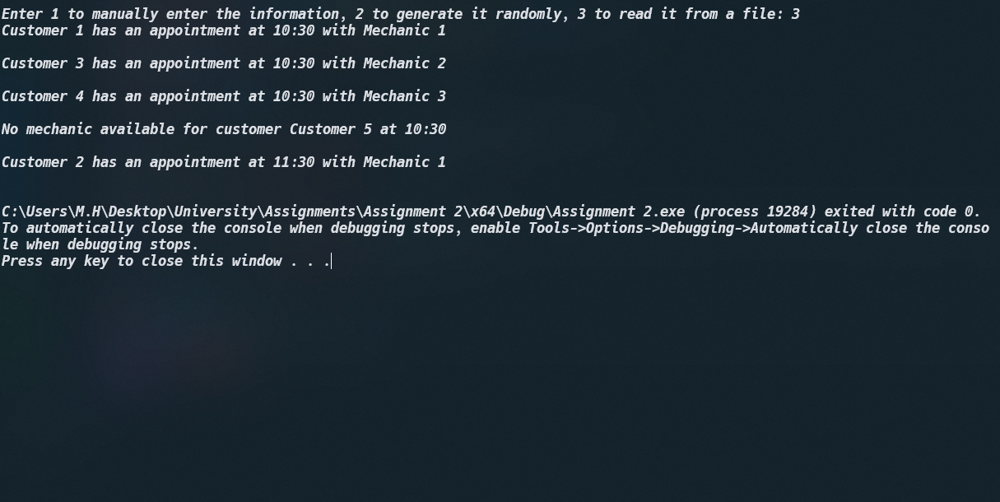 Enter 1 to manually enter the information, 2 to generate it randomly, 3 to read it from a file: 3
Customer 1 has an appointment at 10:30 with Mechanic 1
Customer 3 has an appointment at 10:30 with Mechanic 2
Customer 4 has an appointment at 10:30 with Mechanic 3
No mechanic available for customer Customer 5 at 10:30
Customer 2 has an appointment at 11:30 with Mechanic 1
C:\Users\M.H\Desktop\University\Assignments\Assignment 2\x64\Debug\Assignment 2.exe (process 19284) exited with code 0.
To automatically close the console when debugging stops, enable Tools->Options->Debugging->Automatically close the conso
le when debugging stops.
Press any key to close this window . . .